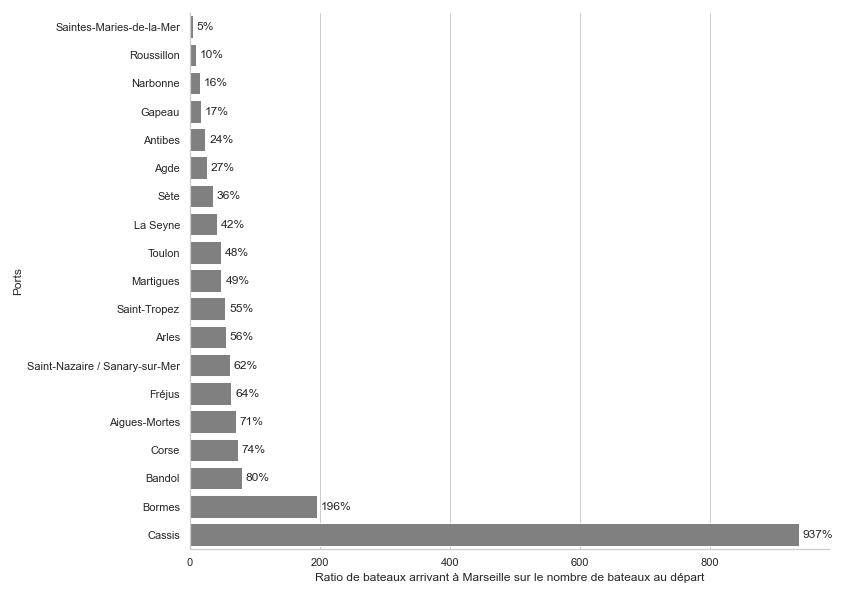 Saintes-Maries-de-la-Mer 5%
Roussillon 10%
Narbonne 16%
Gapeau 17%
Antibes 24%
Agde 27%
Sète 36%
La Seyne 42%
Toulon 48%
Martigues 49%
Saint-Tropez 55%
Arles 56%
Saint-Nazaire / Sanary-sur-Mer 62%
Fréjus 64%
Aigues-Mortes 71%
Corse 74%
Bandol 80%
Bormes 196%
Cassis 937%
Ports
0 200 400 600 800
Ratio de bateaux arrivant à Marseille sur le nombre de bateaux au départ